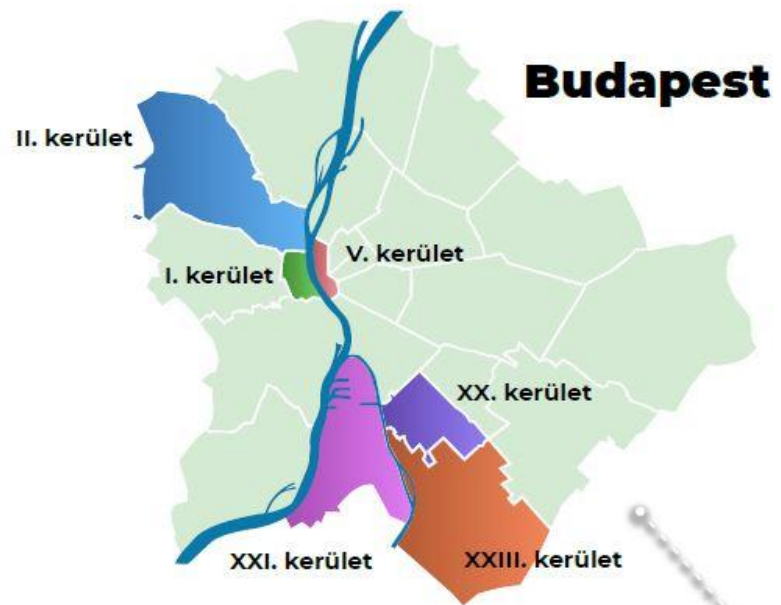 Budapest
II. kerület
V. kerület
I. kerület
XX. kerület
XXI. kerület
XXIII. kerület